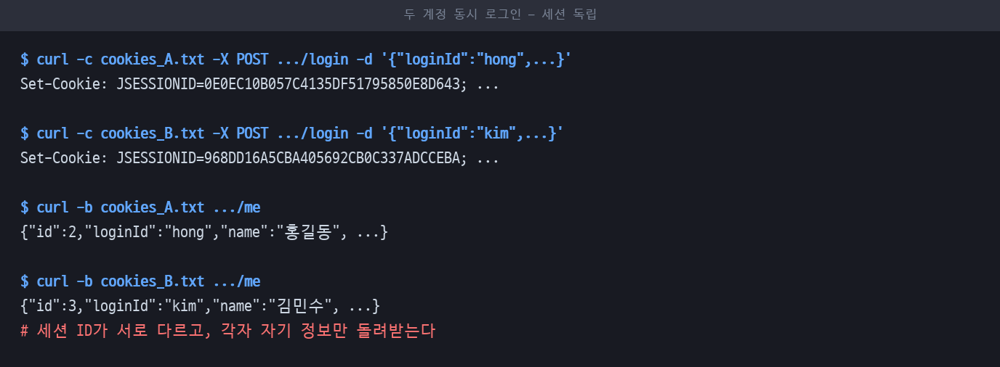 두 계정 동시 로그인 — 세션 독립
$ curl -c cookies_A.txt -X POST .../login -d '{"loginId":"hong",...}'
Set-Cookie: JSESSIONID=0E0EC10B057C4135DF51795850E8D643; ...
$ curl -c cookies_B.txt -X POST .../login -d '{"loginId":"kim",...}'
Set-Cookie: JSESSIONID=968DD16A5CBA405692CB0C337ADCCEBA; ...
$ curl -b cookies_A.txt .../me
{"id":2,"loginId":"hong","name":"홍길동", ...}
$ curl -b cookies_B.txt .../me
{"id":3,"loginId":"kim","name":"김민수", ...}
# 세션 ID가 서로 다르고, 각자 자기 정보만 돌려받는다